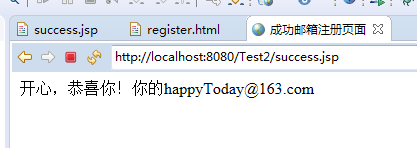 success.jsp register.html 成功邮箱注册页面
http://localhost:8080/Test2/success.jsp
开心，恭喜你！你的happyToday@163.com